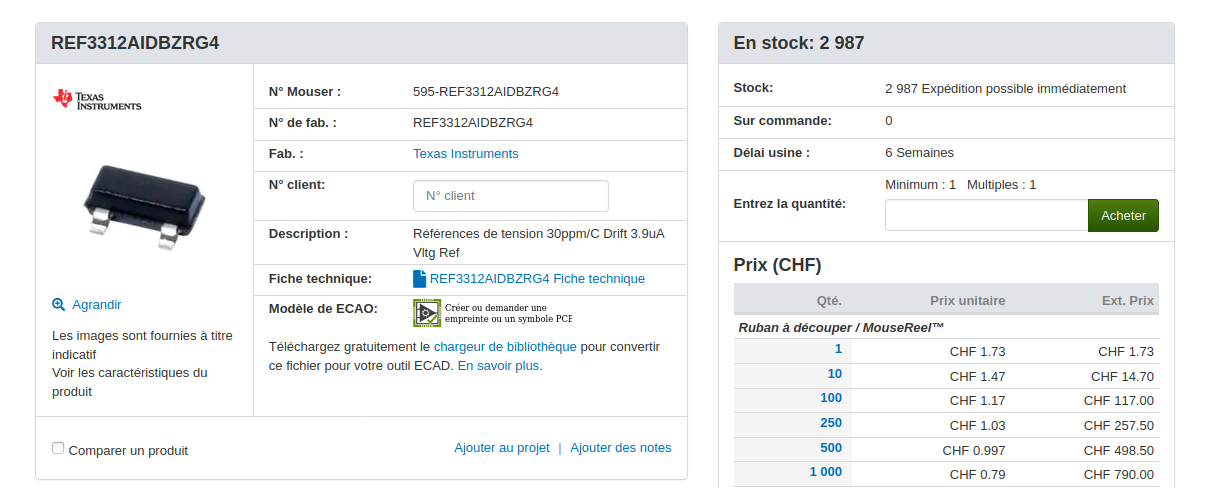 REF3312AIDBZRG4
TEXAS
INSTRUMENTS
Agrandir
Les images sont fournies à titre
indicatif
Voir les caractéristiques du
produit
N° Mouser : 595-REF3312AIDBZRG4
N° de fab. : REF3312AIDBZRG4
Fab. : Texas Instruments
N° client: N° client
Description : Références de tension 30ppm/C Drift 3.9uA
Vltg Ref
Fiche technique: REF3312AIDBZRG4 Fiche technique
Modèle de ECAO: Créer ou demander une
empreinte ou un symbole PCB
Téléchargez gratuitement le chargeur de bibliothèque pour convertir
ce fichier pour votre outil ECAD. En savoir plus.
Comparer un produit
Ajouter au projet | Ajouter des notes
En stock: 2 987
Stock: 2 987 Expédition possible immédiatement
Sur commande: 0
Délai usine : 6 Semaines
Minimum : 1 Multiples : 1
Entrez la quantité:
Acheter
Prix (CHF)
Qté. Prix unitaire Ext. Prix
Ruban à découper / MouseReel™
1 CHF 1.73 CHF 1.73
10 CHF 1.47 CHF 14.70
100 CHF 1.17 CHF 117.00
250 CHF 1.03 CHF 257.50
500 CHF 0.997 CHF 498.50
1 000 CHF 0.79 CHF 790.00